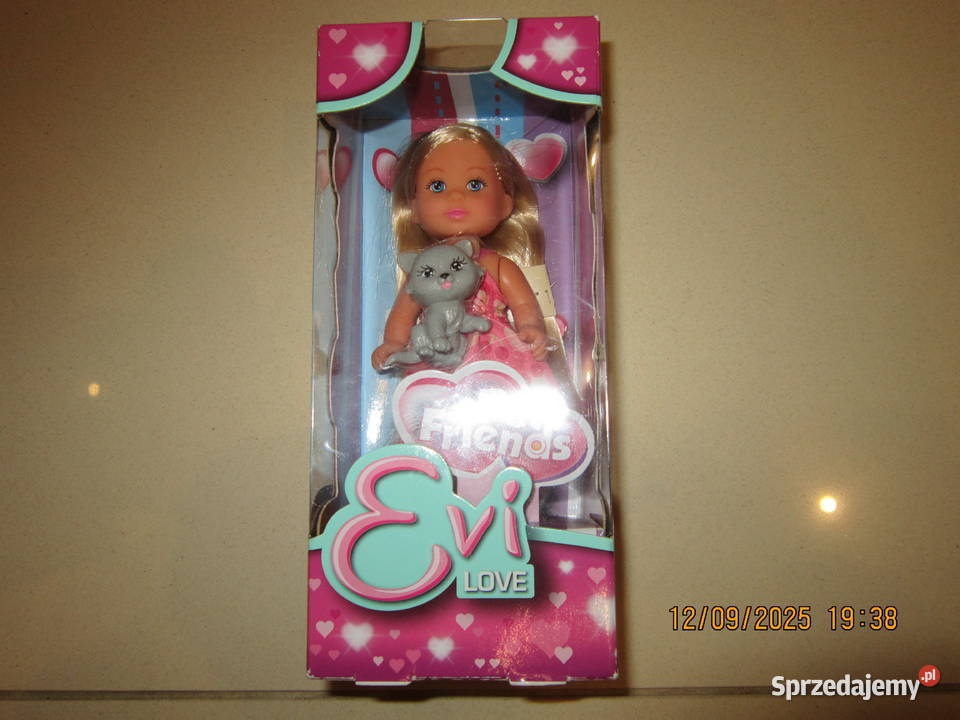 Friends
Evi
LOVE
12/09/2025 19:38
Sprzedajemy.pl